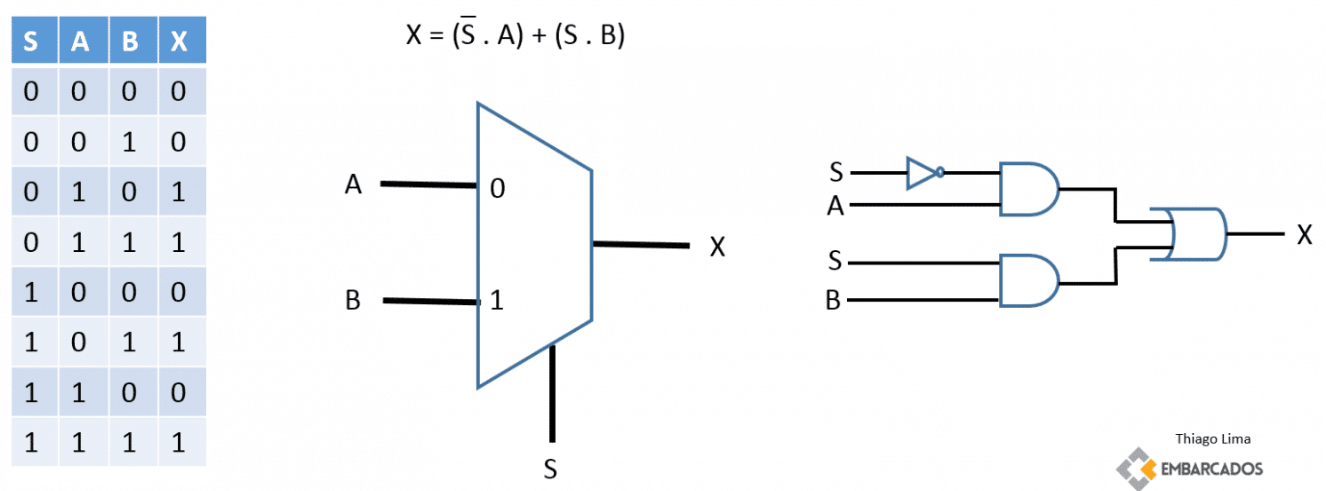 S A B X
0 0 0 0
0 0 1 0
0 1 0 1
0 1 1 1
1 0 0 0
1 0 1 1
1 1 0 0
1 1 1 1
X = (S̅ . A) + (S . B)
A
0
B
1
X
S
S
A
S
B
X
Thiago Lima
EMBARCADOS